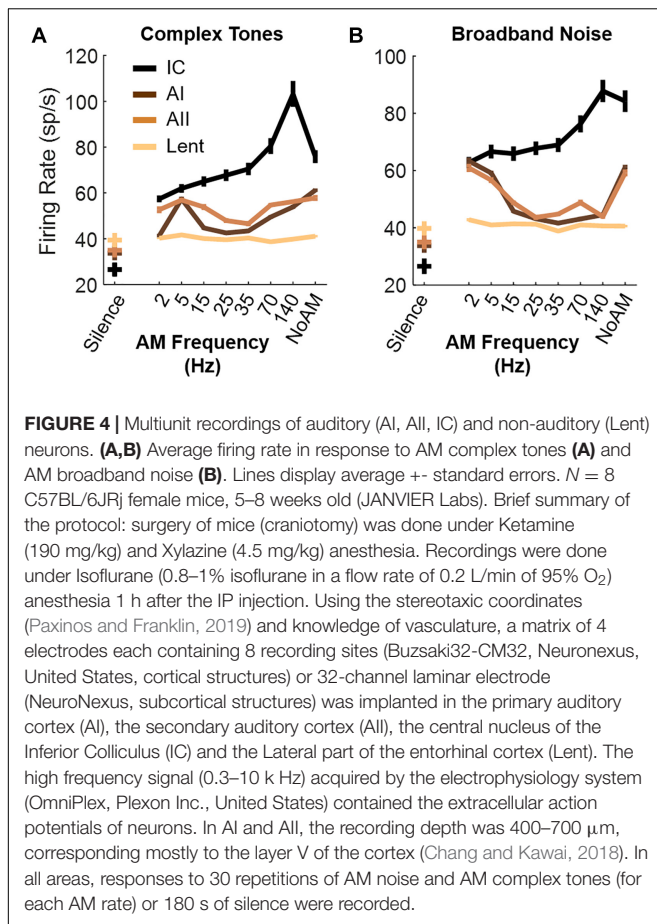 A Complex Tones
B Broadband Noise
Firing Rate (sp/s)
120
100
80
60
40
20
IC
AI
AII
Lent
100
80
60
40
20
Silence
2
5
15
25
35
70
140
NoAM
AM Frequency
(Hz)
Silence
2
5
15
25
35
70
140
NoAM
AM Frequency
(Hz)
FIGURE 4 | Multiunit recordings of auditory (AI, AII, IC) and non-auditory (Lent)
neurons. (A,B) Average firing rate in response to AM complex tones (A) and
AM broadband noise (B). Lines display average +- standard errors. N = 8
C57BL/6JRj female mice, 5–8 weeks old (JANVIER Labs). Brief summary of
the protocol: surgery of mice (craniotomy) was done under Ketamine
(190 mg/kg) and Xylazine (4.5 mg/kg) anesthesia. Recordings were done
under Isoflurane (0.8–1% isoflurane in a flow rate of 0.2 L/min of 95% O₂)
anesthesia 1 h after the IP injection. Using the stereotaxic coordinates
(Paxinos and Franklin, 2019) and knowledge of vasculature, a matrix of 4
electrodes each containing 8 recording sites (Buzsaki32-CM32, Neuronexus,
United States, cortical structures) or 32-channel laminar electrode
(NeuroNexus, subcortical structures) was implanted in the primary auditory
cortex (AI), the secondary auditory cortex (AII), the central nucleus of the
Inferior Colliculus (IC) and the Lateral part of the entorhinal cortex (Lent). The
high frequency signal (0.3–10 k Hz) acquired by the electrophysiology system
(OmniPlex, Plexon Inc., United States) contained the extracellular action
potentials of neurons. In AI and AII, the recording depth was 400–700 μm,
corresponding mostly to the layer V of the cortex (Chang and Kawai, 2018). In
all areas, responses to 30 repetitions of AM noise and AM complex tones (for
each AM rate) or 180 s of silence were recorded.